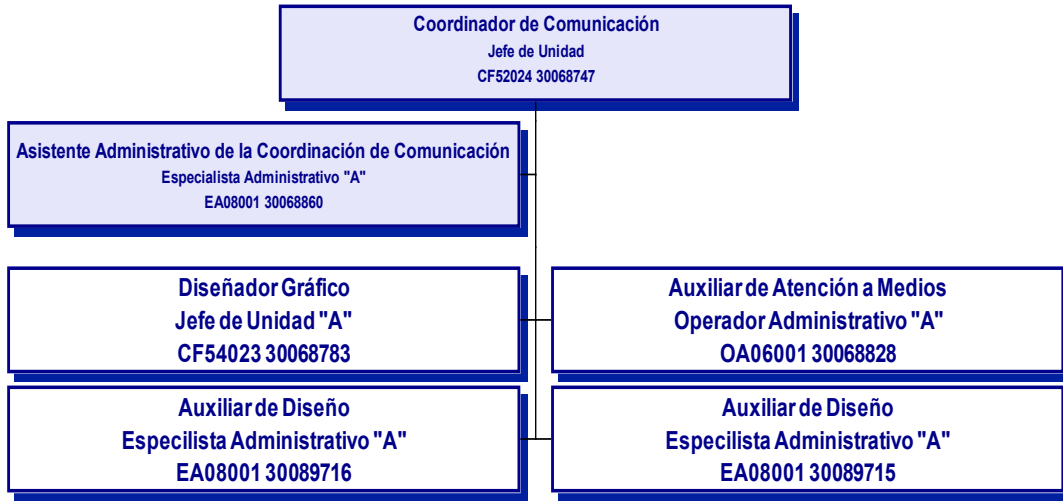 Coordinador de Comunicación
Jefe de Unidad
CF52024 30068747
Asistente Administrativo de la Coordinación de Comunicación
Especialista Administrativo "A"
EA08001 30068860
Diseñador Gráfico
Jefe de Unidad "A"
CF54023 30068783
Auxiliar de Atención a Medios
Operador Administrativo "A"
OA06001 30068828
Auxiliar de Diseño
Especilista Administrativo "A"
EA08001 30089716
Auxiliar de Diseño
Especilista Administrativo "A"
EA08001 30089715